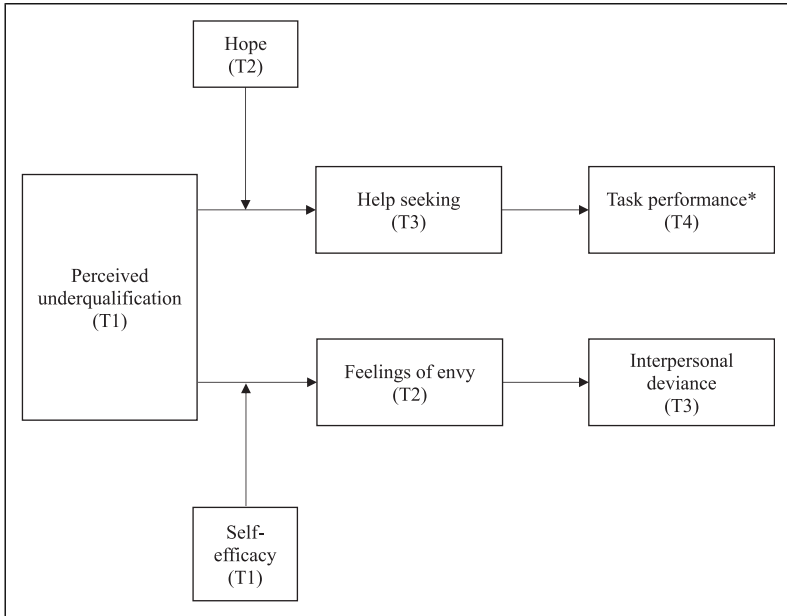 Hope
(T2)
Help seeking
(T3)
Task performance*
(T4)
Perceived
underqualification
(T1)
Feelings of envy
(T2)
Interpersonal
deviance
(T3)
Self-
efficacy
(T1)